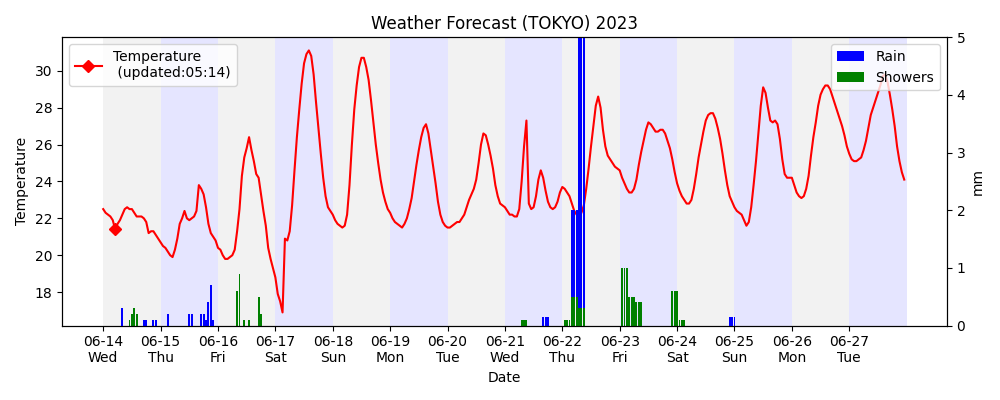 Weather Forecast (TOKYO) 2023
Temperature
(updated:05:14)
Rain
Showers
Temperature
30
28
26
24
22
20
18
5
4
3
2
1
0
mm
06-14 06-15 06-16 06-17 06-18 06-19 06-20 06-21 06-22 06-23 06-24 06-25 06-26 06-27
Wed Thu Fri Sat Sun Mon Tue Wed Thu Fri Sat Sun Mon Tue
Date